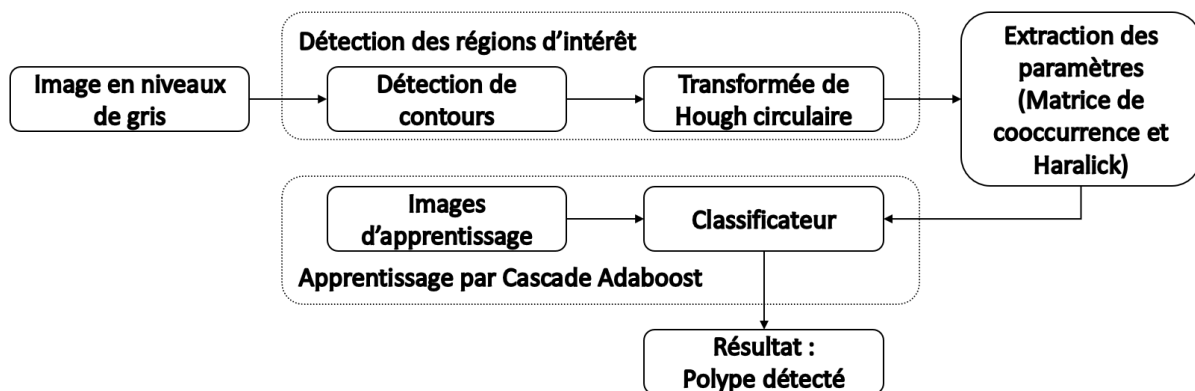 Détection des régions d'intérêt
Image en niveaux
de gris
Détection de
contours
Transformée de
Hough circulaire
Extraction des
paramètres
(Matrice de
cooccurrence et
Haralick)
Images
d'apprentissage
Classificateur
Apprentissage par Cascade Adaboost
Résultat :
Polype détecté